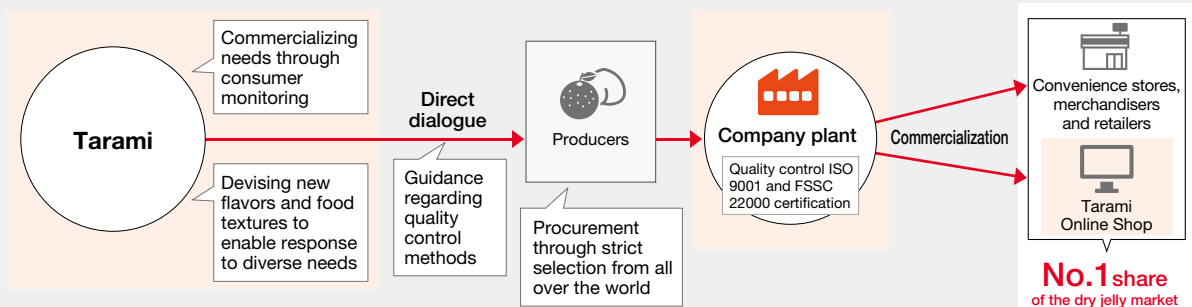 Tarami
Commercializing
needs through
consumer
monitoring
Devising new
flavors and food
textures to
enable response
to diverse needs
Direct
dialogue
Guidance
regarding
quality
control
methods
Producers
Procurement
through strict
selection from all
over the world
Company plant
Quality control ISO
9001 and FSSC
22000 certification
Commercialization
Convenience stores,
merchandisers
and retailers
Tarami
Online Shop
No.1 share
of the dry jelly market